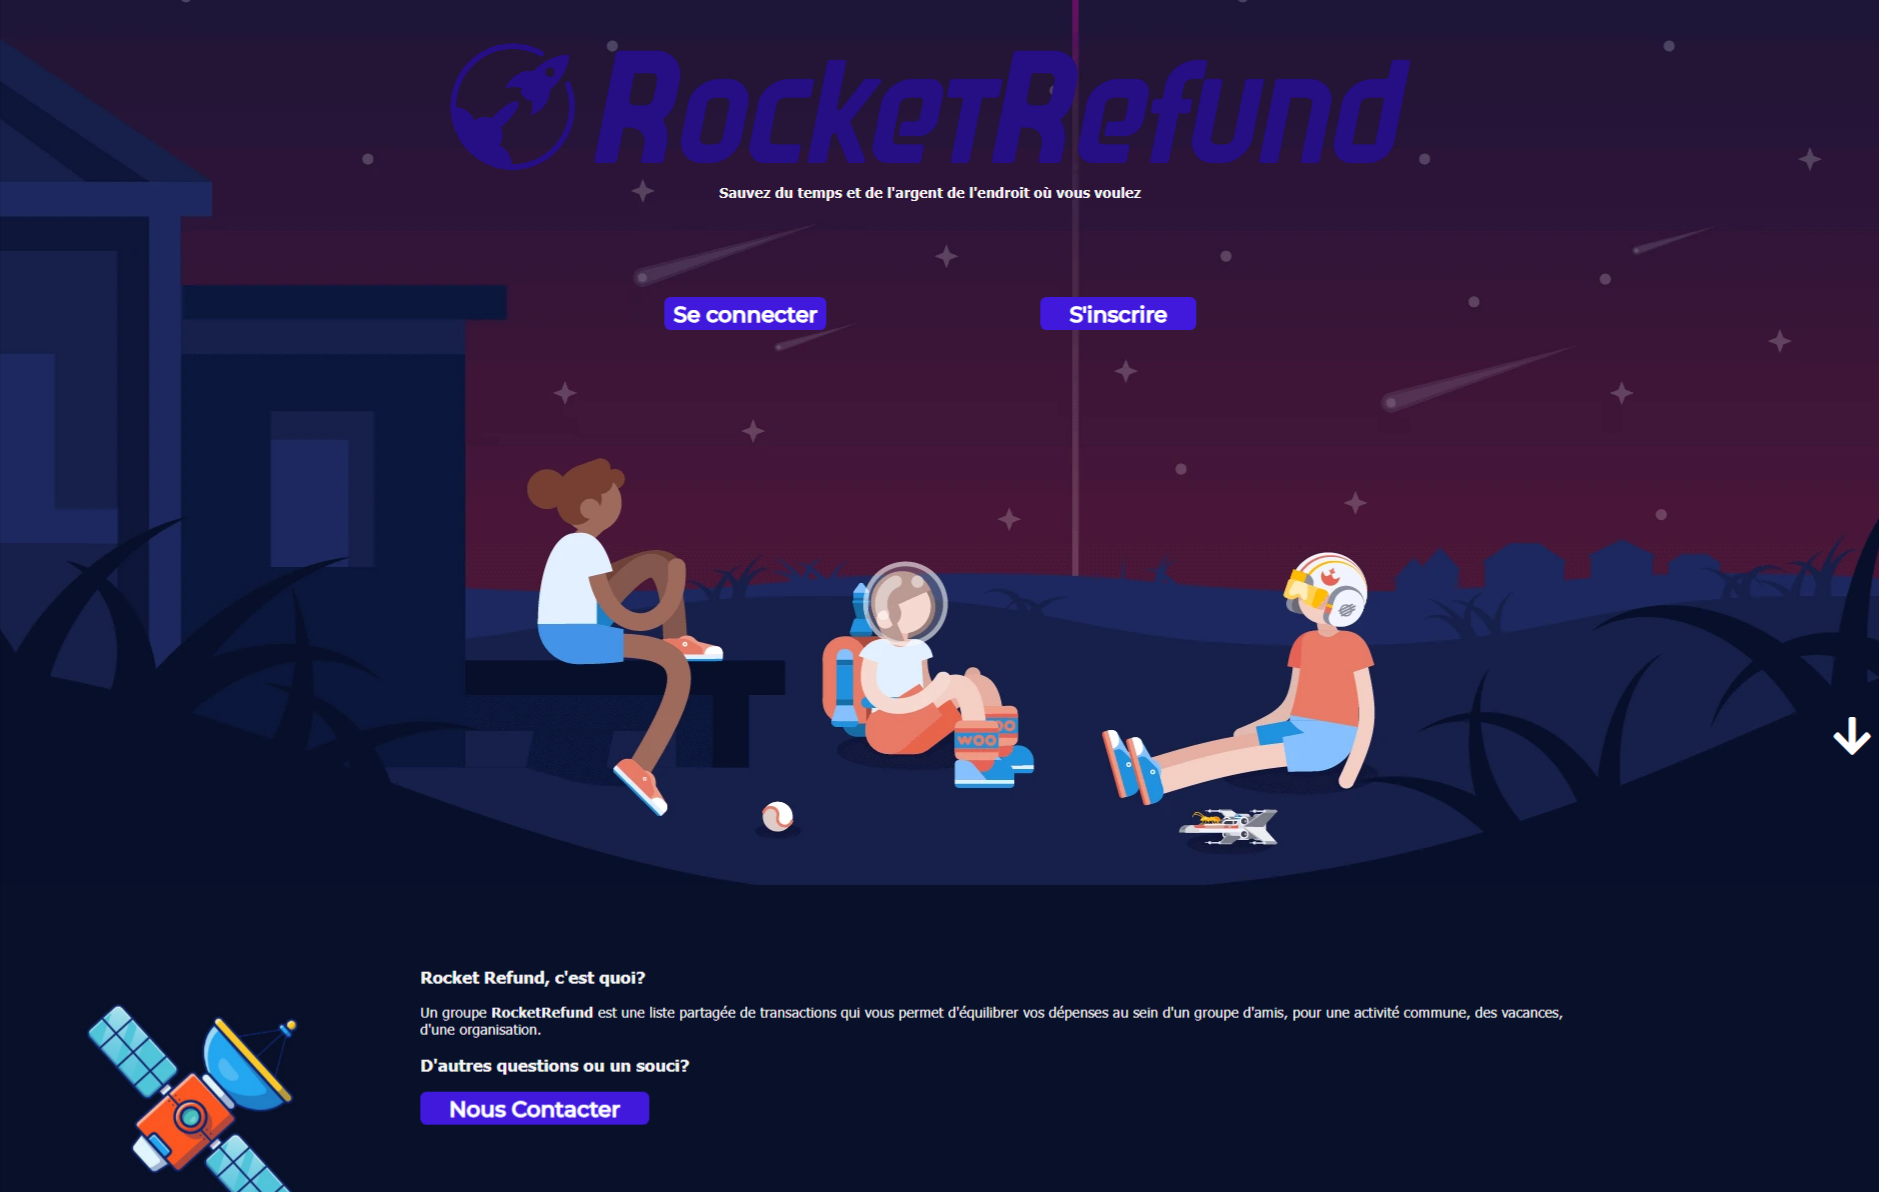 RocketRefund
Sauvez du temps et de l'argent de l'endroit où vous voulez
Se connecter
S'inscrire
WOO
OO
Rocket Refund, c'est quoi?
Un groupe RocketRefund est une liste partagée de transactions qui vous permet d'équilibrer vos dépenses au sein d'un groupe d'amis, pour une activité commune, des vacances,
d'une organisation.
D'autres questions ou un souci?
Nous Contacter